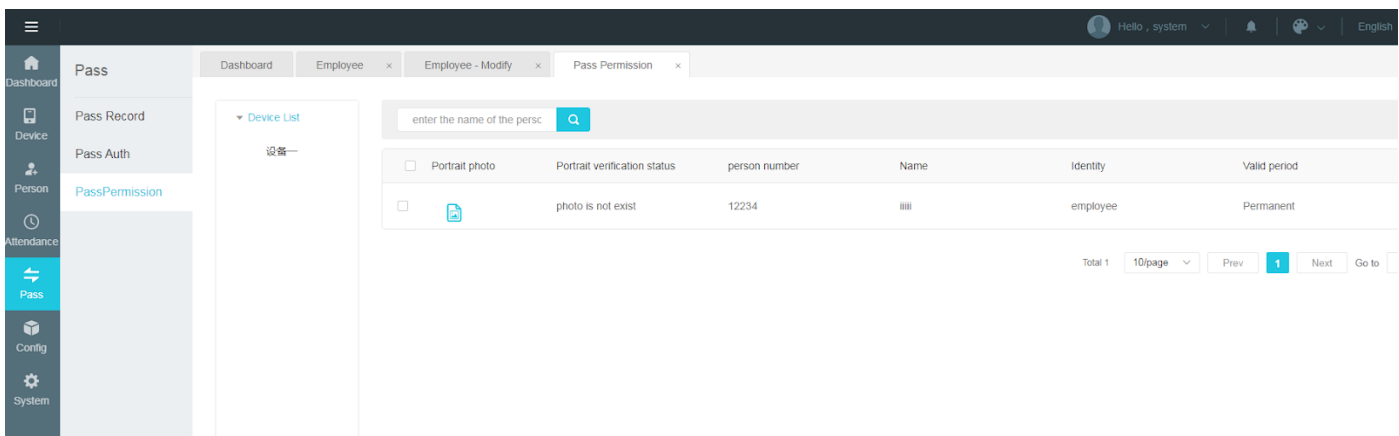 Hello , system
English
Dashboard
Device
Person
Attendance
Pass
Config
System
Pass
Pass Record
Pass Auth
PassPermission
Dashboard
Employee ×
Employee - Modify ×
Pass Permission ×
Device List
设备一
enter the name of the persc
Portrait photo Portrait verification status person number Name Identity Valid period
photo is not exist 12234 iiiii employee Permanent
Total 1 10/page Prev 1 Next Go to